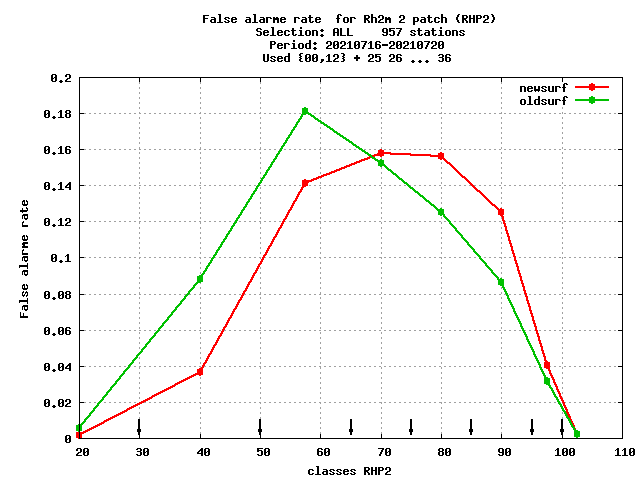 False alarme rate  for Rh2m 2 patch (RHP2)
Selection: ALL    957 stations
Period: 20210716-20210720
Used {00,12} + 25 26 ... 36
newsurf
oldsurf
0.2
0.18
0.16
0.14
0.12
0.1
0.08
0.06
0.04
0.02
0
False alarme rate
20 30 40 50 60 70 80 90 100 110
classes RHP2